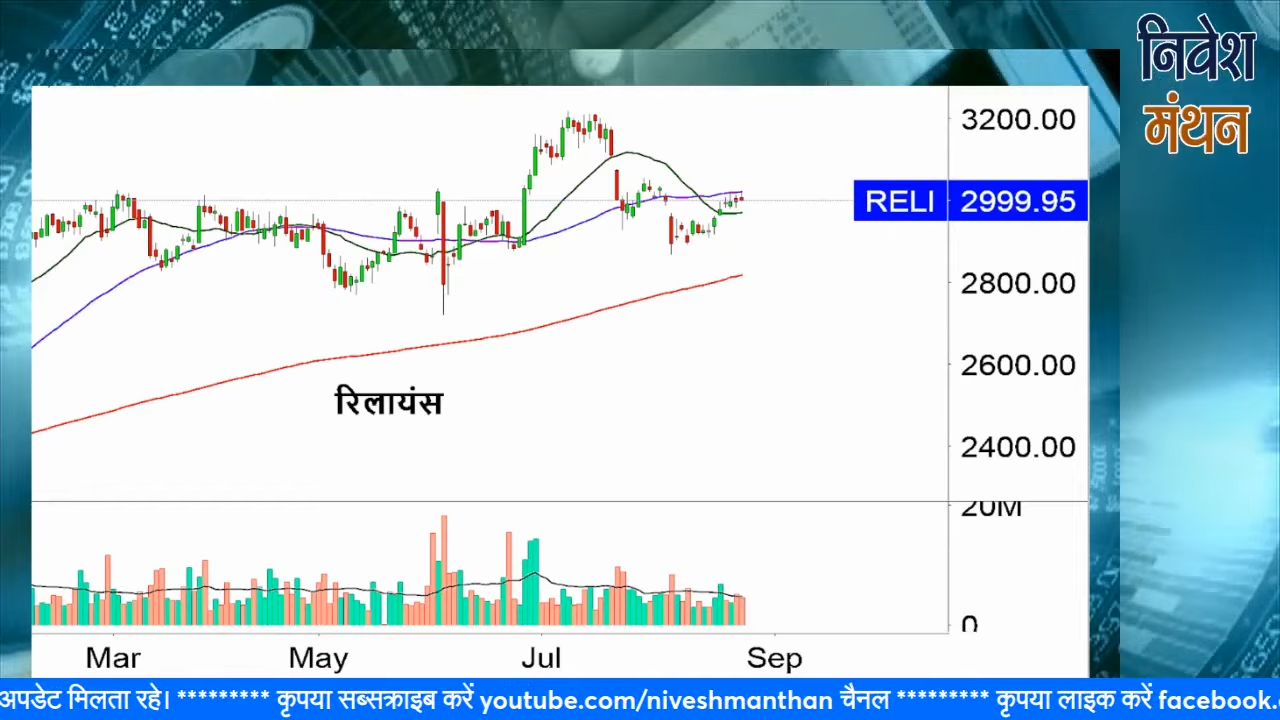 निवेश
मंथन
3200.00
RELI 2999.95
2800.00
2600.00
2400.00
रिलायंस
20M
0
Mar May Jul Sep
अपडेट मिलता रहे। ********* कृपया सब्सक्राइब करें youtube.com/niveshmanthan चैनल ********* कृपया लाइक करें facebook.